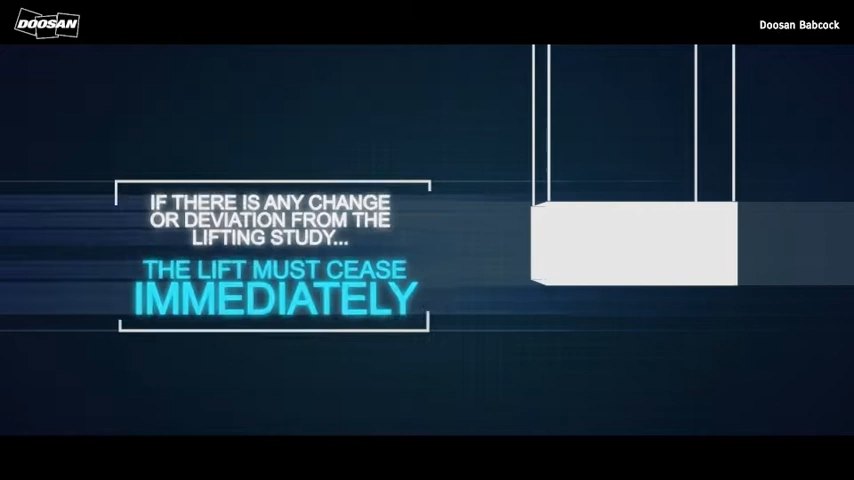 DOOSAN
Doosan Babcock
IF THERE IS ANY CHANGE
OR DEVIATION FROM THE
LIFTING STUDY...
THE LIFT MUST CEASE
IMMEDIATELY